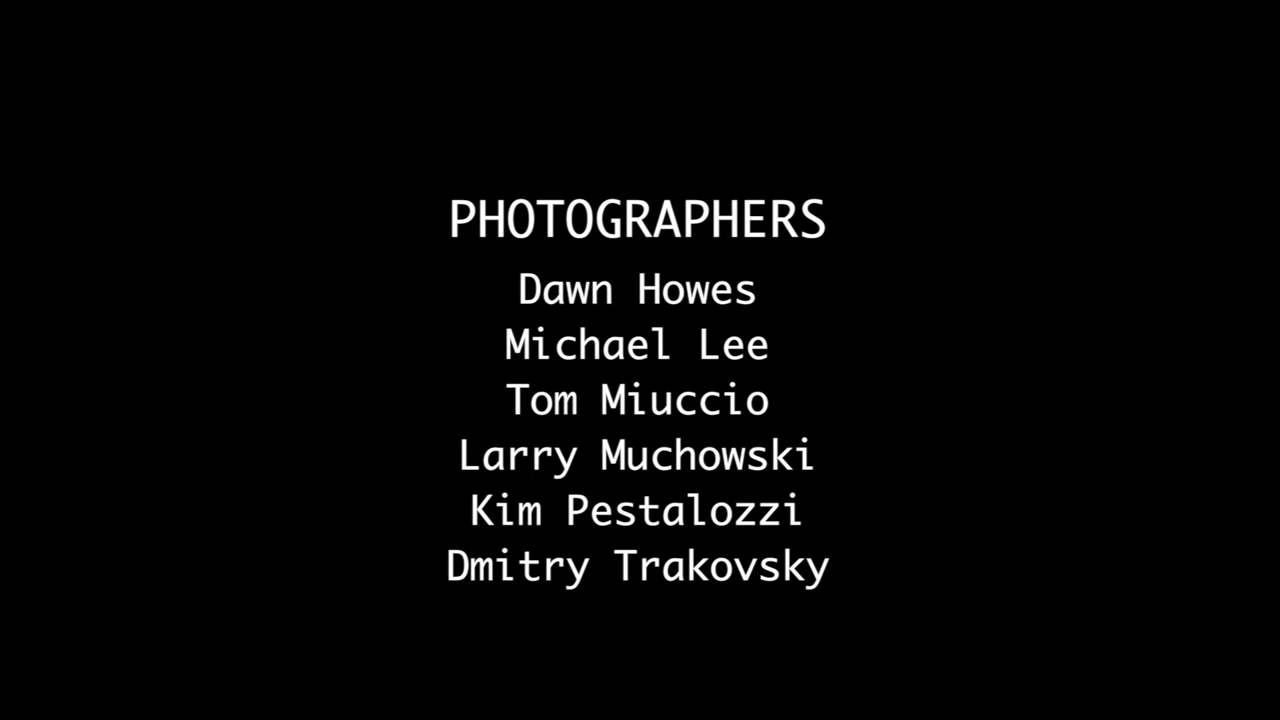 PHOTOGRAPHERS
Dawn Howes
Michael Lee
Tom Miuccio
Larry Muchowski
Kim Pestalozzi
Dmitry Trakovsky